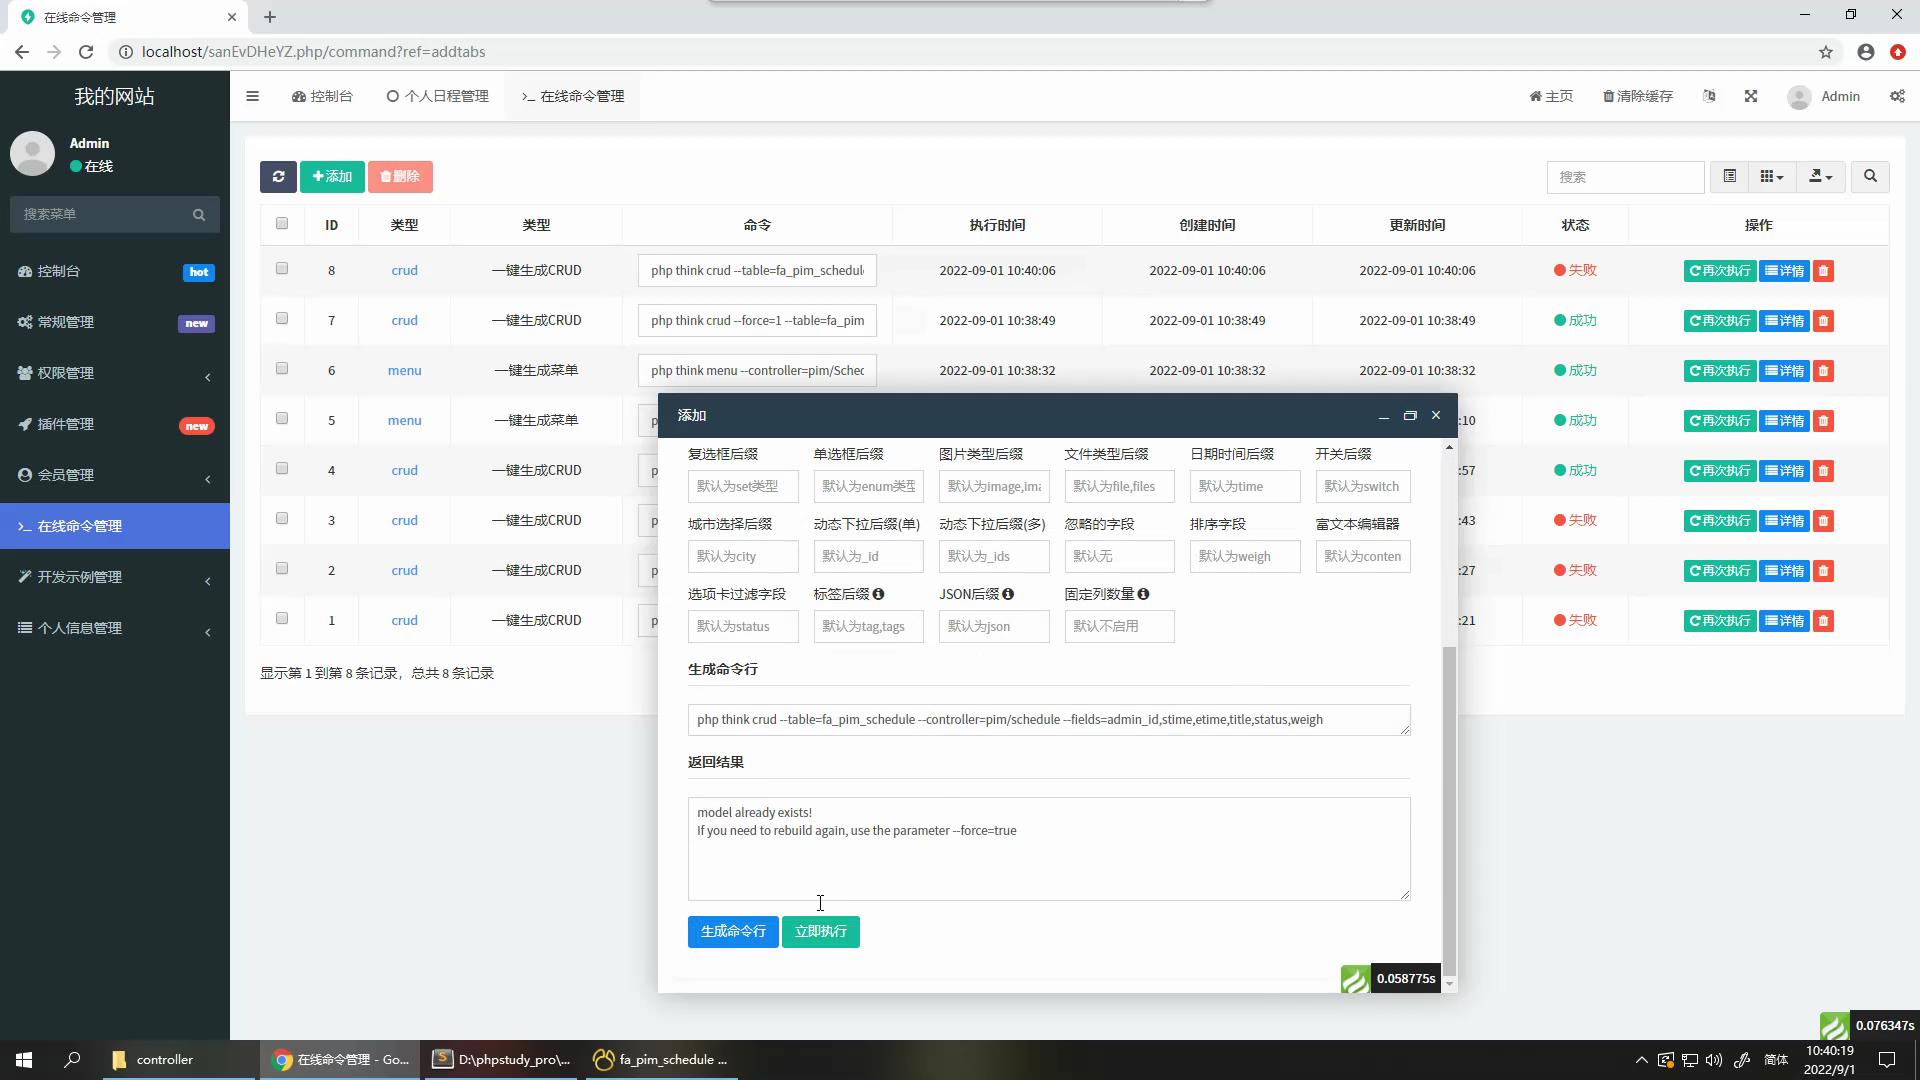 在线命令管理
localhost/sanEvDHeYZ.php/command?ref=addtabs
我的网站
控制台
个人日程管理
在线命令管理
主页
清除缓存
Admin
Admin
在线
搜索菜单
控制台 hot
常规管理 new
权限管理
插件管理 new
会员管理
在线命令管理
开发示例管理
个人信息管理
添加
删除
搜索
ID 类型 类型 命令 执行时间 创建时间 更新时间 状态 操作
8 crud 一键生成CRUD php think crud --table=fa_pim_schedul 2022-09-01 10:40:06 2022-09-01 10:40:06 2022-09-01 10:40:06 失败 再次执行 详情
7 crud 一键生成CRUD php think crud --force=1 --table=fa_pim 2022-09-01 10:38:49 2022-09-01 10:38:49 2022-09-01 10:38:49 成功 再次执行 详情
6 menu 一键生成菜单 php think menu --controller=pim/Sched 2022-09-01 10:38:32 2022-09-01 10:38:32 2022-09-01 10:38:32 成功 再次执行 详情
5 menu 一键生成菜单 p :10 成功 再次执行 详情
4 crud 一键生成CRUD p :57 成功 再次执行 详情
3 crud 一键生成CRUD p :43 失败 再次执行 详情
2 crud 一键生成CRUD p :27 失败 再次执行 详情
1 crud 一键生成CRUD p :21 失败 再次执行 详情
显示第 1 到第 8 条记录，总共 8 条记录
添加
复选框后缀 单选框后缀 图片类型后缀 文件类型后缀 日期时间后缀 开关后缀
默认为set类型 默认为enum类型 默认为image,ima 默认为file,files 默认为time 默认为switch
城市选择后缀 动态下拉后缀(单) 动态下拉后缀(多) 忽略的字段 排序字段 富文本编辑器
默认为city 默认为_id 默认为_ids 默认无 默认为weigh 默认为conten
选项卡过滤字段 标签后缀 JSON后缀 固定列数量
默认为status 默认为tag,tags 默认为json 默认不启用
生成命令行
php think crud --table=fa_pim_schedule --controller=pim/schedule --fields=admin_id,stime,etime,title,status,weigh
返回结果
model already exists!
If you need to rebuild again, use the parameter --force=true
生成命令行 立即执行
0.058775s
0.076347s
controller
在线命令管理 - Go...
D:\phpstudy_pro\...
fa_pim_schedule ...
简体
10:40:19
2022/9/1